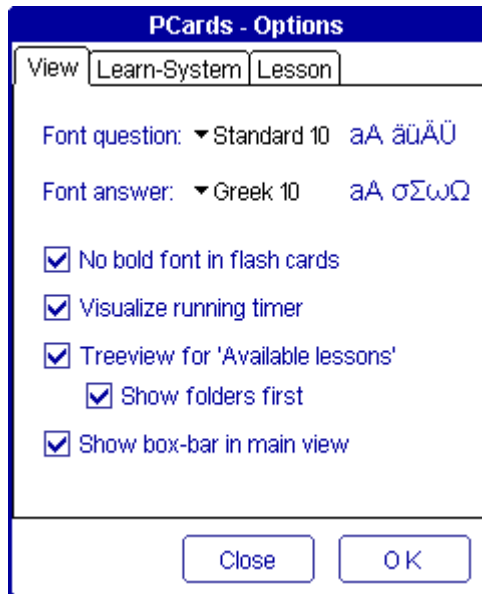 PCards - Options
View Learn-System Lesson
Font question: Standard 10 aA äüÄÜ
Font answer: Greek 10 aA σΣωΩ
No bold font in flash cards
Visualize running timer
Treeview for 'Available lessons'
Show folders first
Show box-bar in main view
Close OK